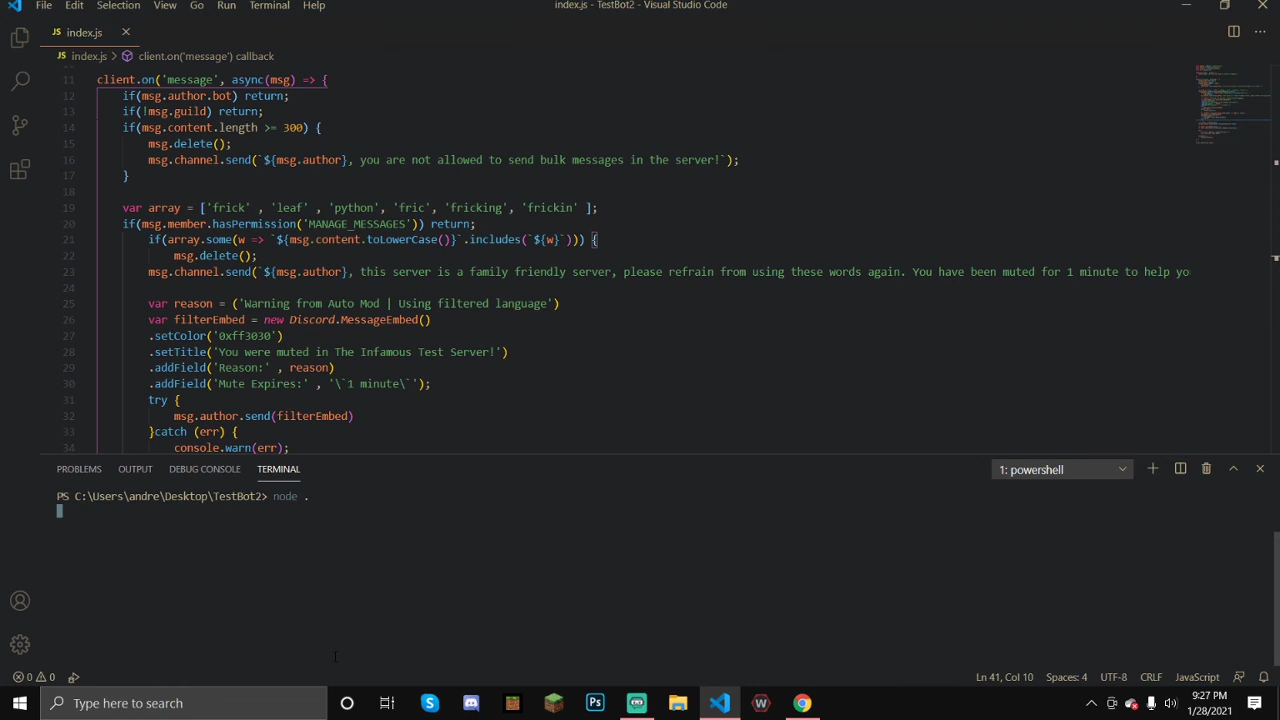 File Edit Selection View Go Run Terminal Help index.js - TestBot2 - Visual Studio Code
JS index.js
JS index.js > client.on('message') callback
11 client.on('message', async(msg) => {
12 if(msg.author.bot) return;
13 if(!msg.guild) return;
14 if(msg.content.length >= 300) {
15 msg.delete();
16 msg.channel.send(`${msg.author}, you are not allowed to send bulk messages in the server!`);
17 }
18
19 var array = ['frick' , 'leaf' , 'python', 'fric', 'fricking', 'frickin' ];
20 if(msg.member.hasPermission('MANAGE_MESSAGES')) return;
21 if(array.some(w => `${msg.content.toLowerCase()}`.includes(`${w}`))) {
22 msg.delete();
23 msg.channel.send(`${msg.author}, this server is a family friendly server, please refrain from using these words again. You have been muted for 1 minute to help yo
24
25 var reason = ('Warning from Auto Mod | Using filtered language')
26 var filterEmbed = new Discord.MessageEmbed()
27 .setColor('0xff3030')
28 .setTitle('You were muted in The Infamous Test Server!')
29 .addField('Reason:' , reason)
30 .addField('Mute Expires:' , '\`1 minute\`');
31 try {
32 msg.author.send(filterEmbed)
33 }catch (err) {
34 console.warn(err);
PROBLEMS OUTPUT DEBUG CONSOLE TERMINAL 1: powershell
PS C:\Users\andre\Desktop\TestBot2> node .
0 0 Ln 41, Col 10 Spaces: 4 UTF-8 CRLF JavaScript
Type here to search Ps W 9:27 PM
1/28/2021